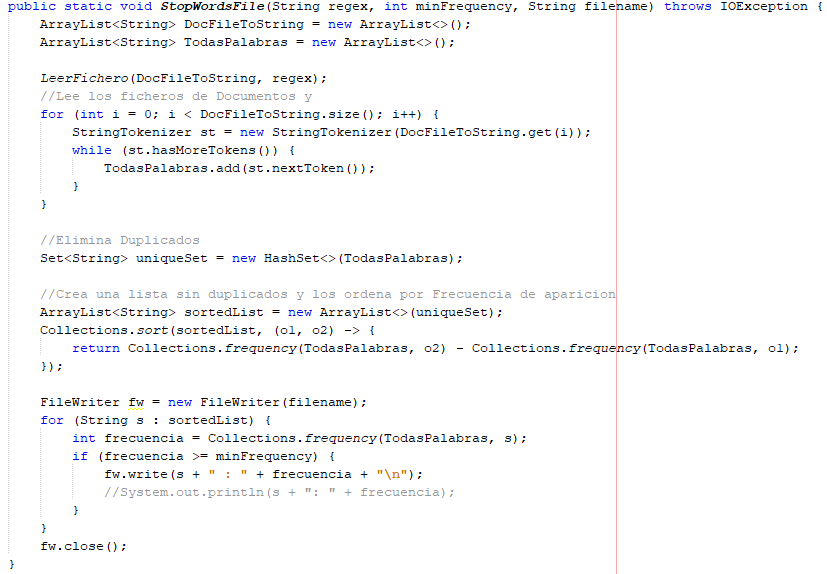 public static void StopWordsFile(String regex, int minFrequency, String filename) throws IOException {
    ArrayList<String> DocFileToString = new ArrayList<>();
    ArrayList<String> TodasPalabras = new ArrayList<>();

    LeerFichero(DocFileToString, regex);
    //Lee los ficheros de Documentos y
    for (int i = 0; i < DocFileToString.size(); i++) {
        StringTokenizer st = new StringTokenizer(DocFileToString.get(i));
        while (st.hasMoreTokens()) {
            TodasPalabras.add(st.nextToken());
        }
    }

    //Elimina Duplicados
    Set<String> uniqueSet = new HashSet<>(TodasPalabras);

    //Crea una lista sin duplicados y los ordena por Frecuencia de aparicion
    ArrayList<String> sortedList = new ArrayList<>(uniqueSet);
    Collections.sort(sortedList, (o1, o2) -> {
        return Collections.frequency(TodasPalabras, o2) - Collections.frequency(TodasPalabras, o1);
    });

    FileWriter fw = new FileWriter(filename);
    for (String s : sortedList) {
        int frecuencia = Collections.frequency(TodasPalabras, s);
        if (frecuencia >= minFrequency) {
            fw.write(s + " : " + frecuencia + "\n");
            //System.out.println(s + ": " + frecuencia);
        }
    }
    fw.close();
}